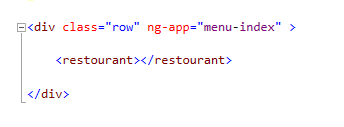 <div class="row" ng-app="menu-index" >
<restourant></restourant>
</div>